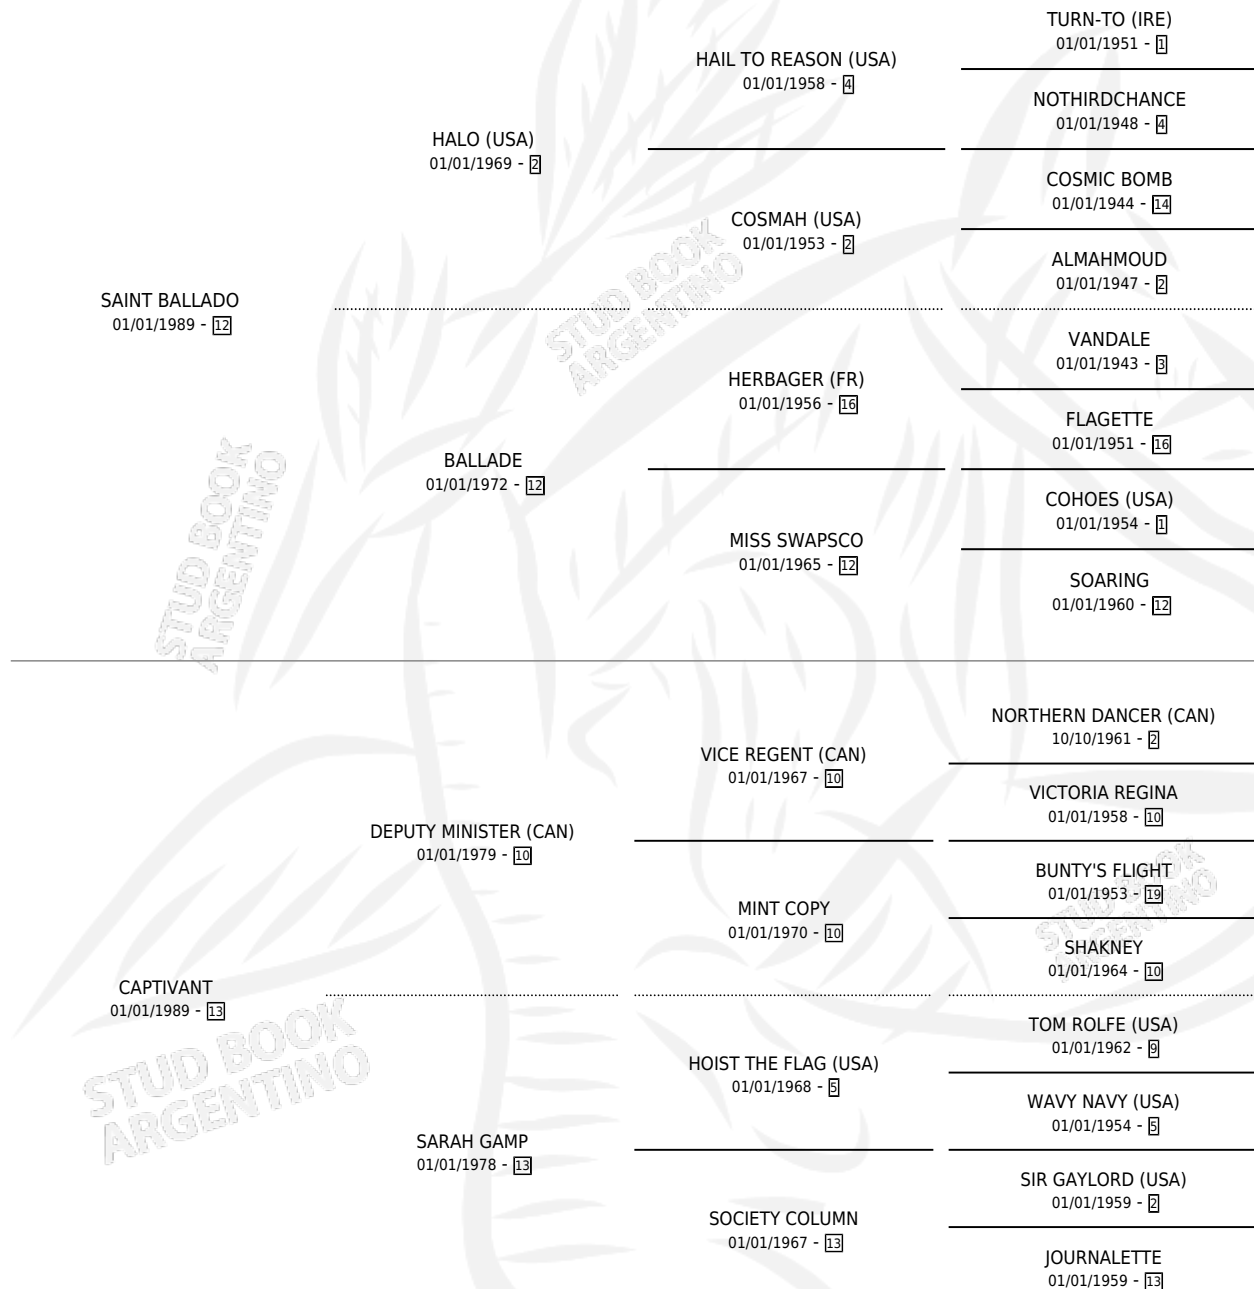 TURN-TO (IRE)
01/01/1951 - 1
HAIL TO REASON (USA)
01/01/1958 - 4
NOTHIRDCHANCE
01/01/1948 - 4
HALO (USA)
01/01/1969 - 2
COSMIC BOMB
01/01/1944 - 14
COSMAH (USA)
01/01/1953 - 2
ALMAHMOUD
01/01/1947 - 2
SAINT BALLADO
01/01/1989 - 12
VANDALE
01/01/1943 - 3
HERBAGER (FR)
01/01/1956 - 16
FLAGETTE
01/01/1951 - 16
BALLADE
01/01/1972 - 12
COHOES (USA)
01/01/1954 - 1
MISS SWAPSCO
01/01/1965 - 12
SOARING
01/01/1960 - 12
NORTHERN DANCER (CAN)
10/10/1961 - 2
VICE REGENT (CAN)
01/01/1967 - 10
VICTORIA REGINA
01/01/1958 - 10
DEPUTY MINISTER (CAN)
01/01/1979 - 10
BUNTY'S FLIGHT
01/01/1953 - 19
MINT COPY
01/01/1970 - 10
SHAKNEY
01/01/1964 - 10
CAPTIVANT
01/01/1989 - 13
TOM ROLFE (USA)
01/01/1962 - 9
HOIST THE FLAG (USA)
01/01/1968 - 5
WAVY NAVY (USA)
01/01/1954 - 5
SARAH GAMP
01/01/1978 - 13
SIR GAYLORD (USA)
01/01/1959 - 2
SOCIETY COLUMN
01/01/1967 - 13
JOURNALETTE
01/01/1959 - 13
STUD BOOK
ARGENTINO
STUD BOOK
ARGENTINO
STUD BOOK
ARGENTINO
STUD BOOK
ARGENTINO